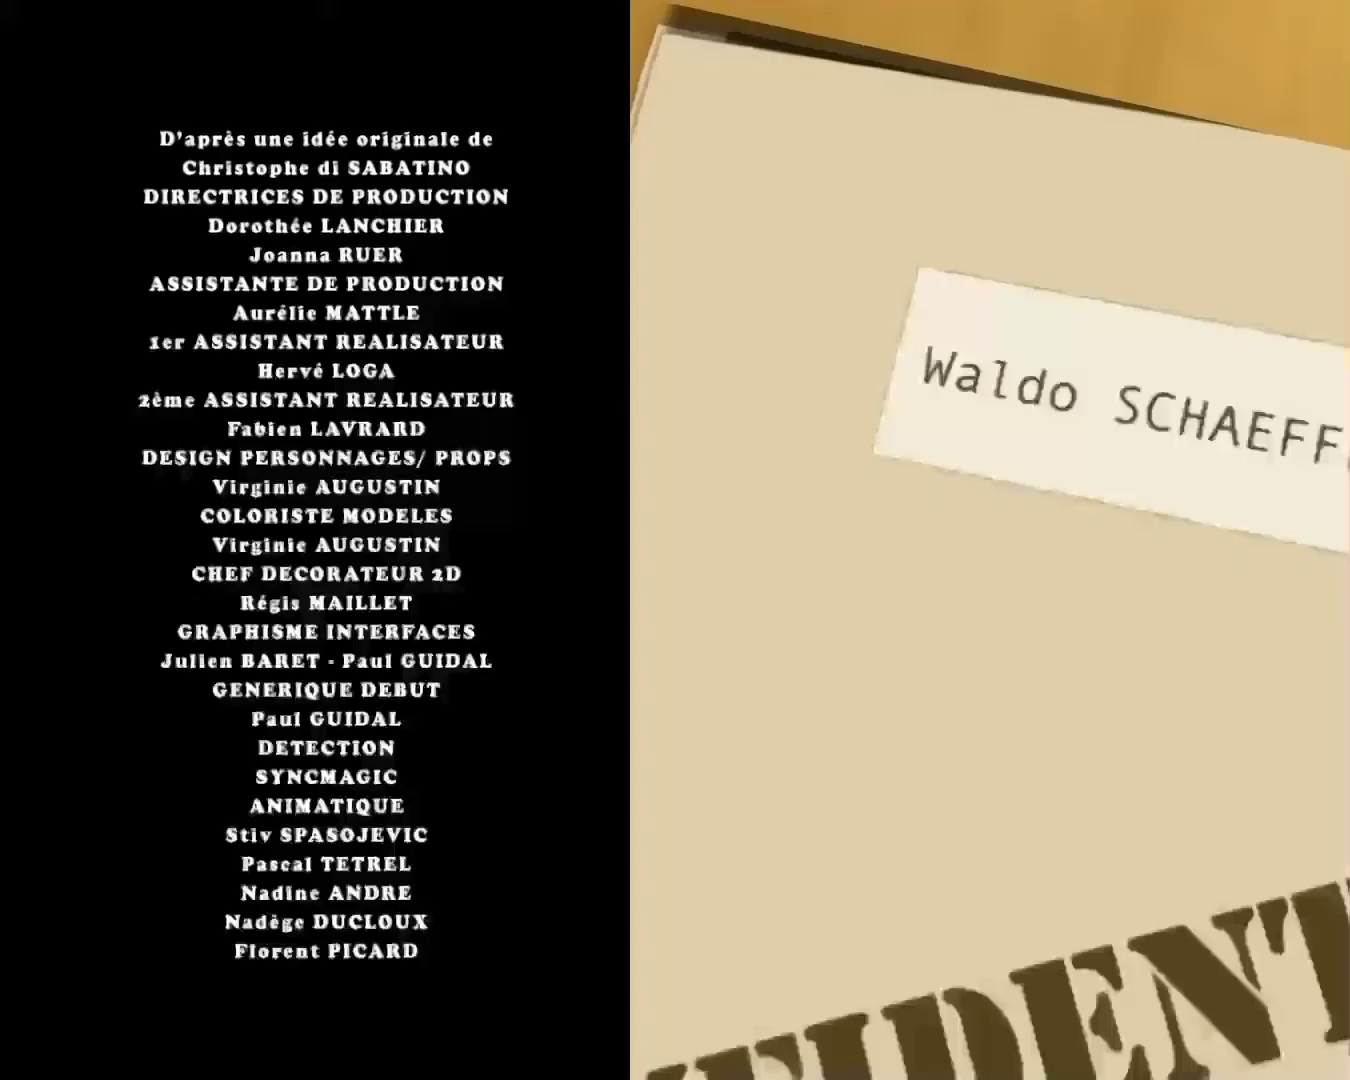 D'après une idée originale de
Christophe di SABATINO
DIRECTRICES DE PRODUCTION
Dorothée LANCHIER
Joanna RUER
ASSISTANTE DE PRODUCTION
Aurélie MATTLE
1er ASSISTANT REALISATEUR
Hervé LOGA
2ème ASSISTANT REALISATEUR
Fabien LAVRARD
DESIGN PERSONNAGES/ PROPS
Virginie AUGUSTIN
COLORISTE MODELES
Virginie AUGUSTIN
CHEF DECORATEUR 2D
Régis MAILLET
GRAPHISME INTERFACES
Julien BARET - Paul GUIDAL
GENERIQUE DEBUT
Paul GUIDAL
DETECTION
SYNCMAGIC
ANIMATIQUE
Stiv SPASOJEVIC
Pascal TETREL
Nadine ANDRE
Nadège DUCLOUX
Florent PICARD
Waldo SCHAEFF
FIDENT